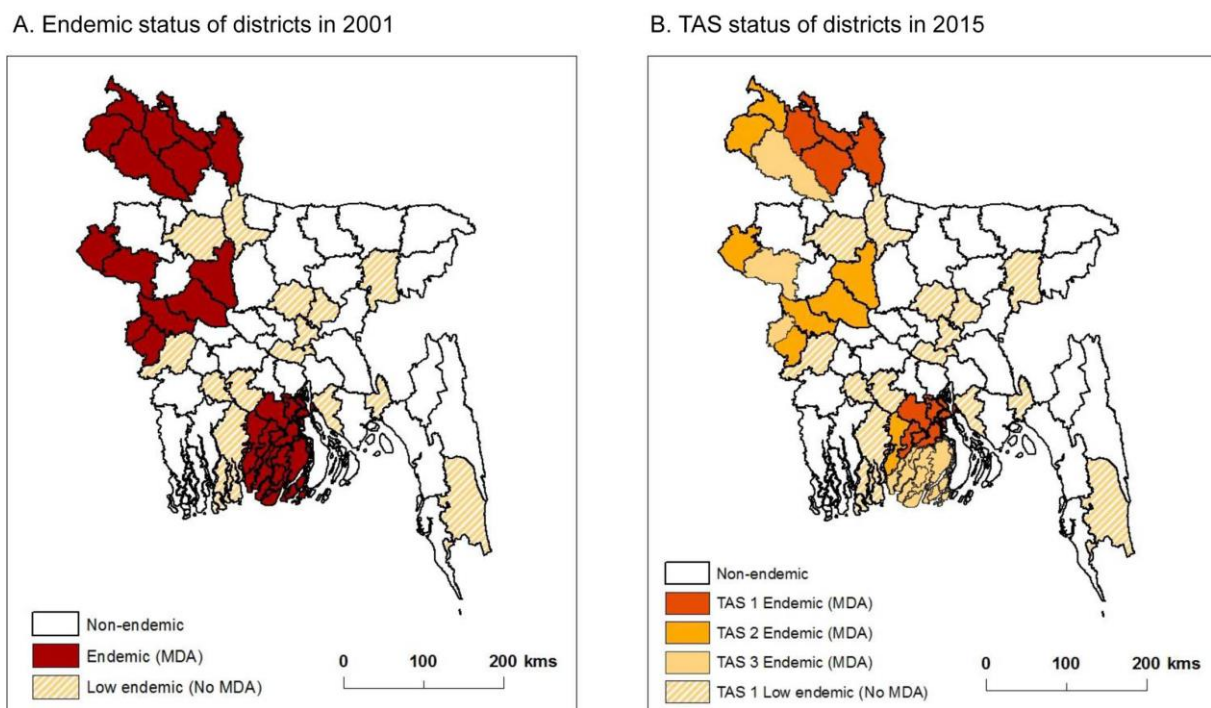 A. Endemic status of districts in 2001
B. TAS status of districts in 2015
Non-endemic
Endemic (MDA)
Low endemic (No MDA)
0 100 200 kms
Non-endemic
TAS 1 Endemic (MDA)
TAS 2 Endemic (MDA)
TAS 3 Endemic (MDA)
TAS 1 Low endemic (No MDA)
0 100 200 kms